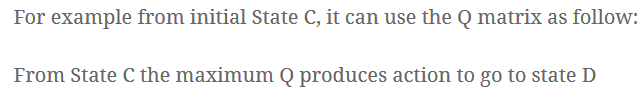 For example from initial State C, it can use the Q matrix as follow:
From State C the maximum Q produces action to go to state D